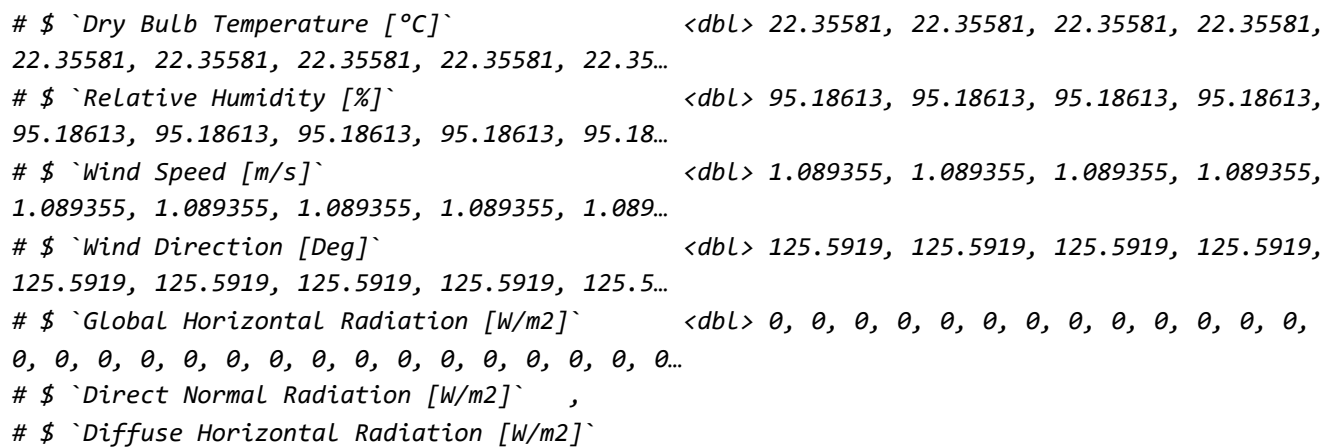 # $ `Dry Bulb Temperature [ºC]` <dbl> 22.35581, 22.35581, 22.35581, 22.35581,
22.35581, 22.35581, 22.35581, 22.35581, 22.35…
# $ `Relative Humidity [%]` <dbl> 95.18613, 95.18613, 95.18613, 95.18613,
95.18613, 95.18613, 95.18613, 95.18613, 95.18…
# $ `Wind Speed [m/s]` <dbl> 1.089355, 1.089355, 1.089355, 1.089355,
1.089355, 1.089355, 1.089355, 1.089355, 1.089…
# $ `Wind Direction [Deg]` <dbl> 125.5919, 125.5919, 125.5919, 125.5919,
125.5919, 125.5919, 125.5919, 125.5919, 125.5…
# $ `Global Horizontal Radiation [W/m2]` <dbl> 0, 0, 0, 0, 0, 0, 0, 0, 0, 0, 0, 0, 0,
0, 0, 0, 0, 0, 0, 0, 0, 0, 0, 0, 0, 0, 0, 0, 0…
# $ `Direct Normal Radiation [W/m2]` ,
# $ `Diffuse Horizontal Radiation [W/m2]`